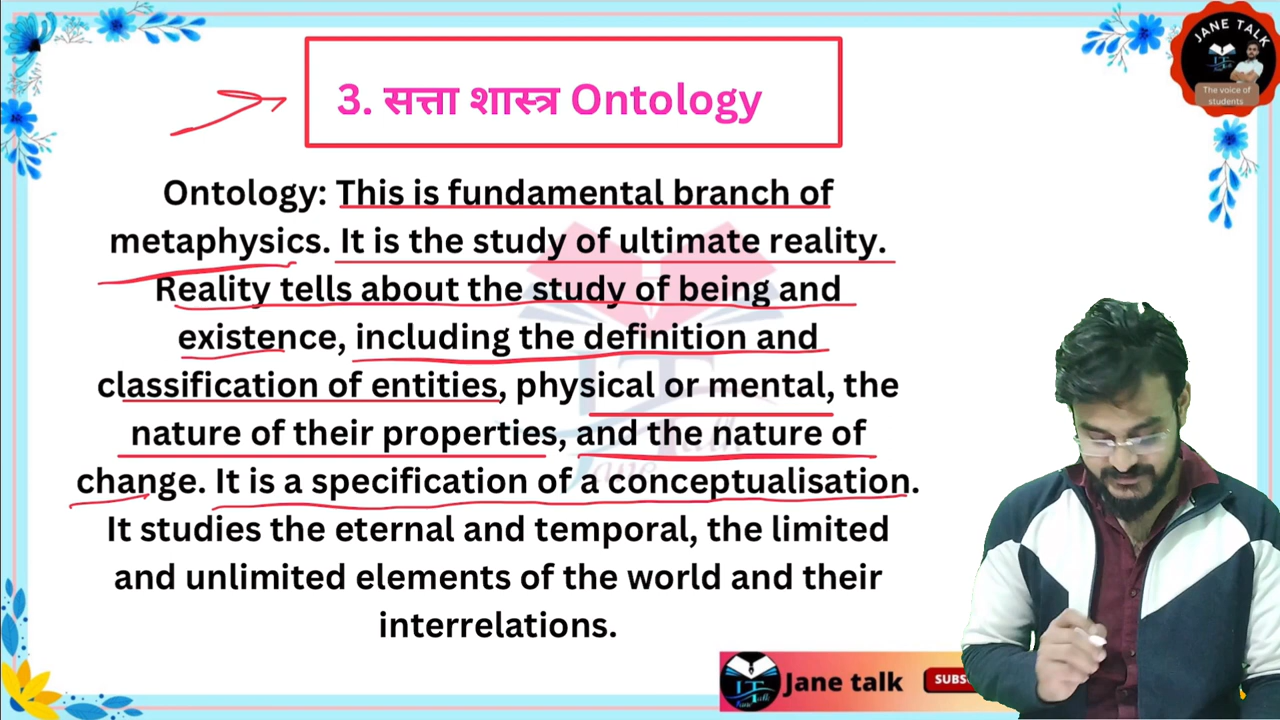 JANE TALK
The voice of
students
3. सत्ता शास्त्र Ontology
Ontology: This is fundamental branch of
metaphysics. It is the study of ultimate reality.
Reality tells about the study of being and
existence, including the definition and
classification of entities, physical or mental, the
nature of their properties, and the nature of
change. It is a specification of a conceptualisation.
It studies the eternal and temporal, the limited
and unlimited elements of the world and their
interrelations.
Jane talk
SUBS